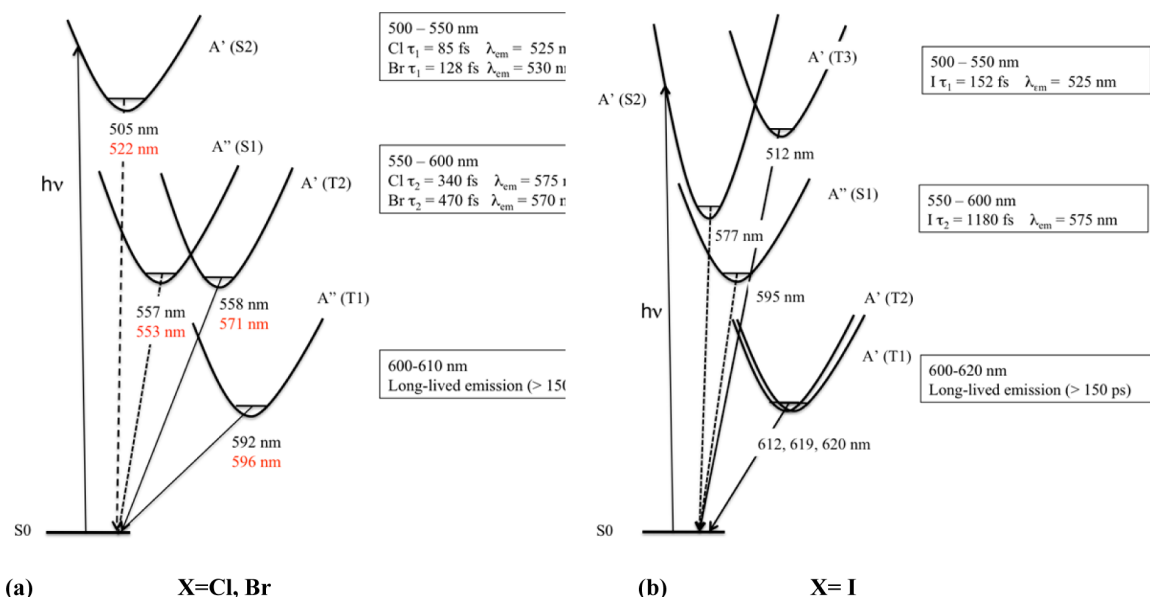 A’ (S2)
500 – 550 nm
Cl τ1 = 85 fs λem = 525 nm
Br τ1 = 128 fs λem = 530 nm
505 nm
522 nm
A” (S1)
A’ (T2)
550 – 600 nm
Cl τ2 = 340 fs λem = 575
Br τ2 = 470 fs λem = 570
hν
557 nm
553 nm
558 nm
571 nm
A” (T1)
600-610 nm
Long-lived emission (> 150
592 nm
596 nm
S0
(a) X=Cl, Br
A’ (T3)
500 – 550 nm
I τ1 = 152 fs λem = 525 nm
A’ (S2)
512 nm
A” (S1)
550 – 600 nm
I τ2 = 1180 fs λem = 575 nm
577 nm
595 nm
hν
A’ (T2)
A’ (T1)
600-620 nm
Long-lived emission (> 150 ps)
612, 619, 620 nm
S0
(b) X= I